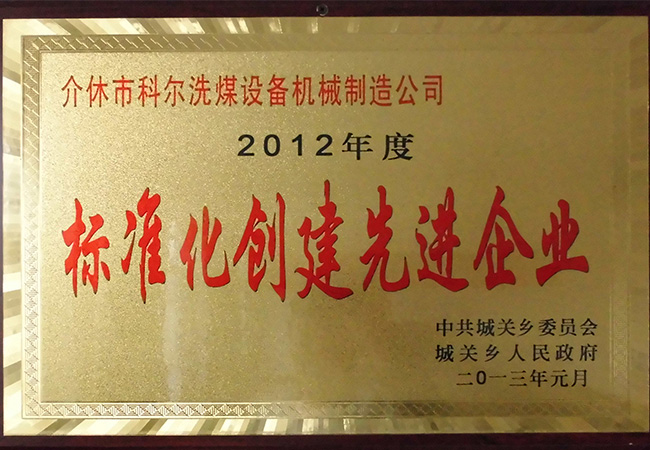 介休市科尔洗煤设备机械制造公司
2012年度
标准化创建先进企业
中共城关乡委员会
城关乡人民政府
二0一三年元月